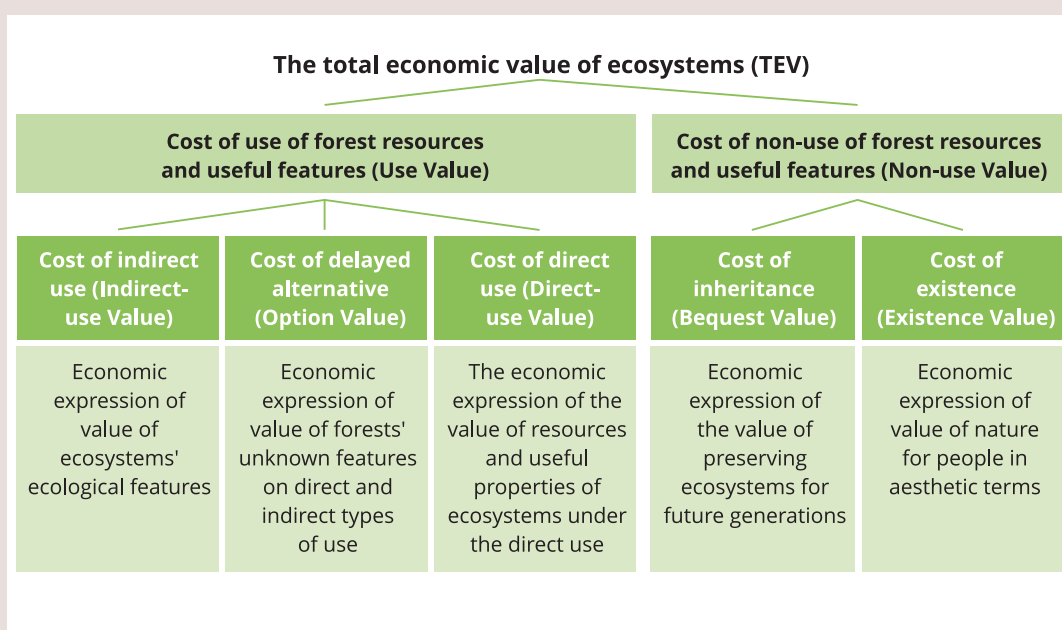 The total economic value of ecosystems (TEV)
Cost of use of forest resources
and useful features (Use Value)
Cost of non-use of forest resources
and useful features (Non-use Value)
Cost of indirect
use (Indirect-
use Value)
Cost of delayed
alternative
(Option Value)
Cost of direct
use (Direct-
use Value)
Cost of
inheritance
(Bequest Value)
Cost of
existence
(Existence Value)
Economic
expression of
value of
ecosystems'
ecological features
Economic
expression of
value of forests'
unknown features
on direct and
indirect types
of use
The economic
expression of the
value of resources
and useful
properties of
ecosystems under
the direct use
Economic
expression of
the value of
preserving
ecosystems for
future generations
Economic
expression of
value of nature
for people in
aesthetic terms